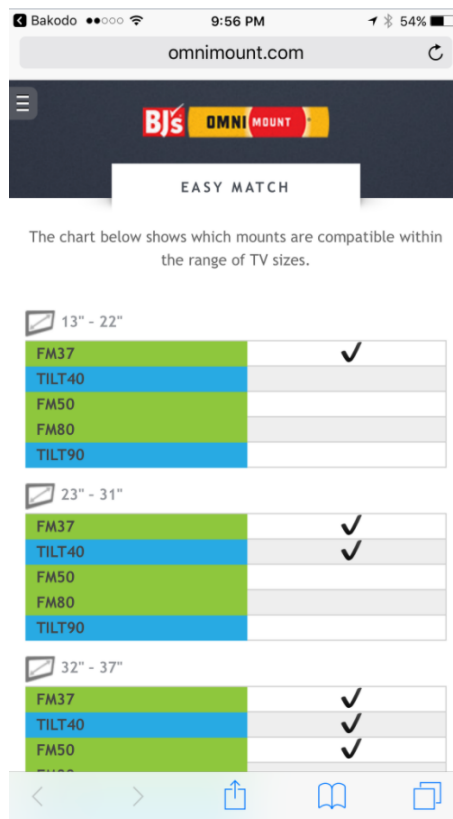 Bakodo 9:56 PM 54%
omnimount.com
BJ's OMNI MOUNT
EASY MATCH
The chart below shows which mounts are compatible within
the range of TV sizes.
13" - 22"
FM37 ✓
TILT40
FM50
FM80
TILT90
23" - 31"
FM37 ✓
TILT40 ✓
FM50
FM80
TILT90
32" - 37"
FM37 ✓
TILT40 ✓
FM50 ✓